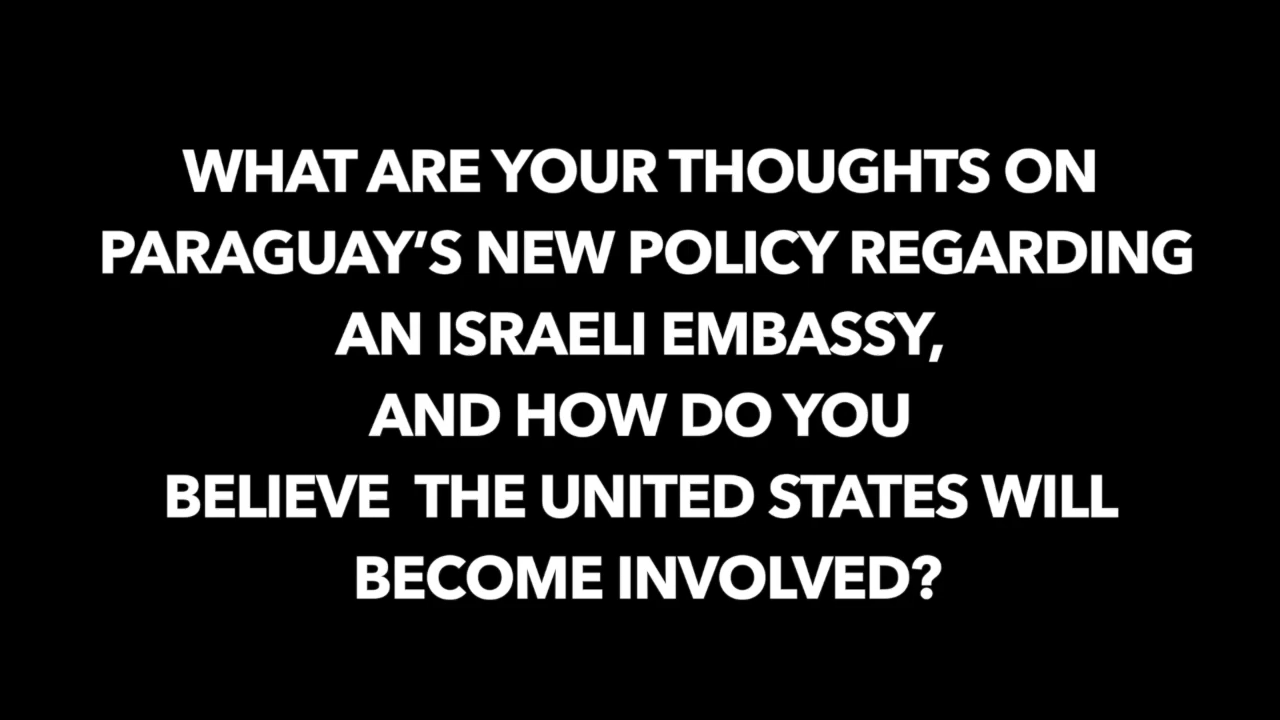 WHAT ARE YOUR THOUGHTS ON
PARAGUAY’S NEW POLICY REGARDING
AN ISRAELI EMBASSY,
AND HOW DO YOU
BELIEVE  THE UNITED STATES WILL
BECOME INVOLVED?